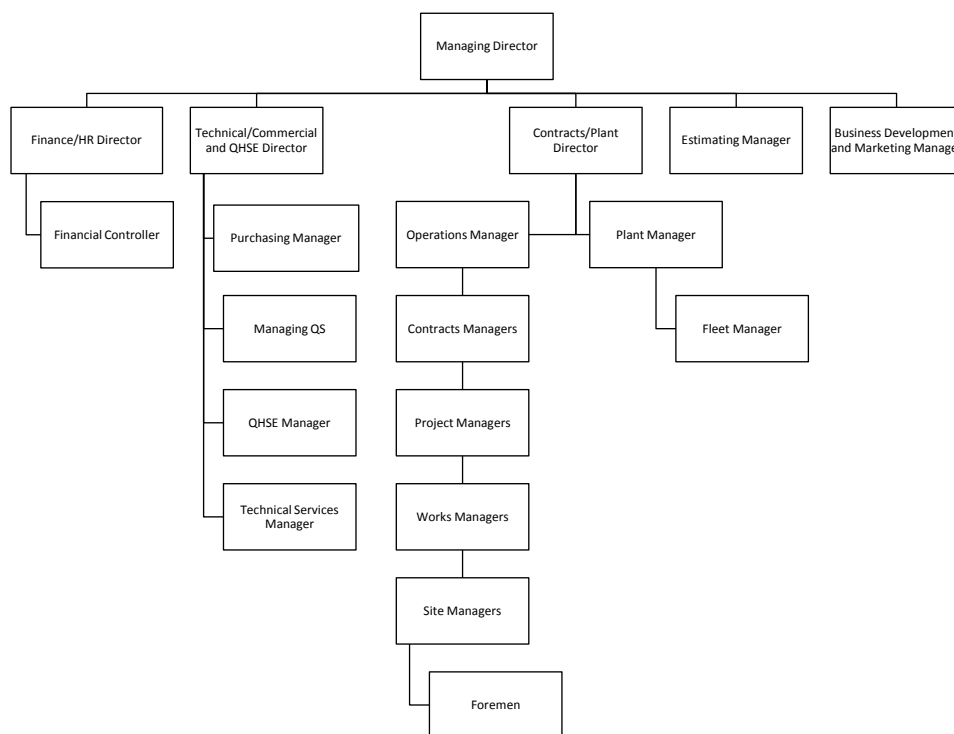 Managing Director
Finance/HR Director
Technical/Commercial
and QHSE Director
Contracts/Plant
Director
Estimating Manager
Business Development
and Marketing Manage
Financial Controller
Purchasing Manager
Operations Manager
Plant Manager
Managing QS
Contracts Managers
Fleet Manager
QHSE Manager
Project Managers
Technical Services
Manager
Works Managers
Site Managers
Foremen